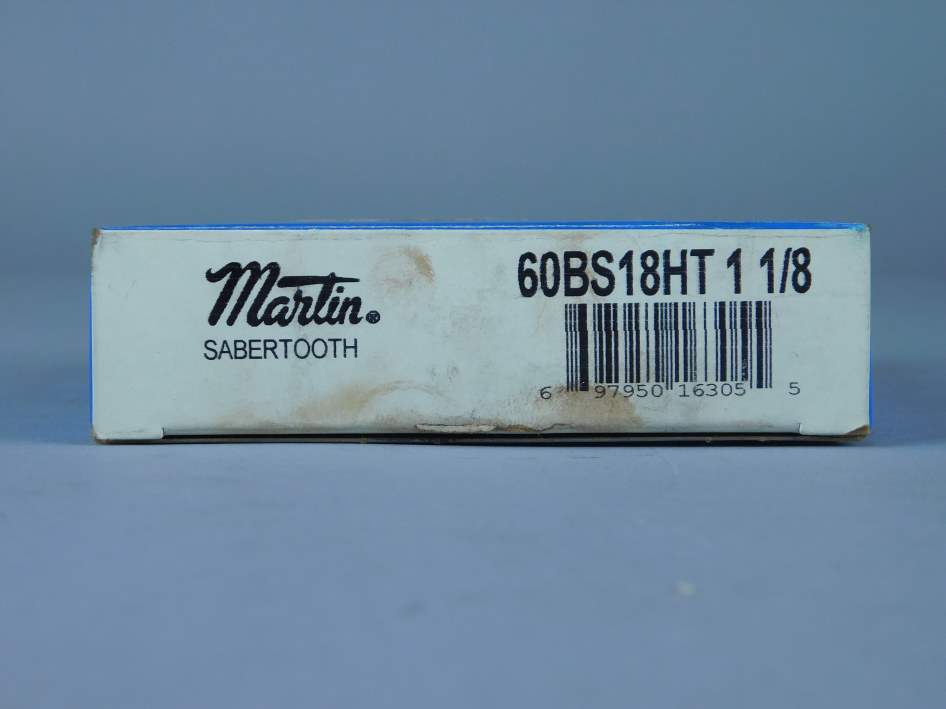 Martin®
SABERTOOTH
60BS18HT 1 1/8
6 97950 16305 5